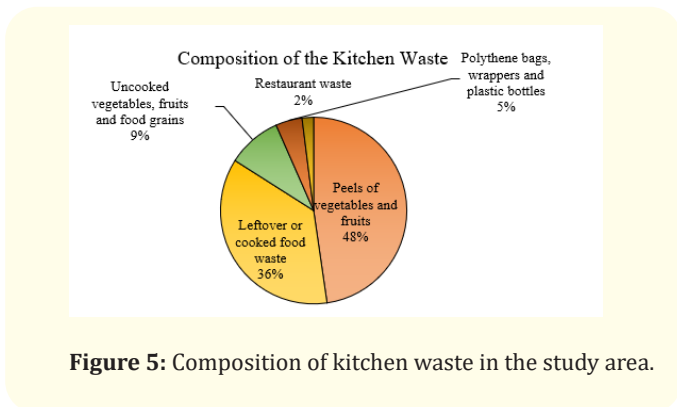 Composition of the Kitchen Waste
Polythene bags,
wrappers and
plastic bottles
5%
Restaurant waste
2%
Uncooked
vegetables, fruits
and food grains
9%
Peels of
vegetables and
fruits
48%
Leftover or
cooked food
waste
36%
Figure 5: Composition of kitchen waste in the study area.